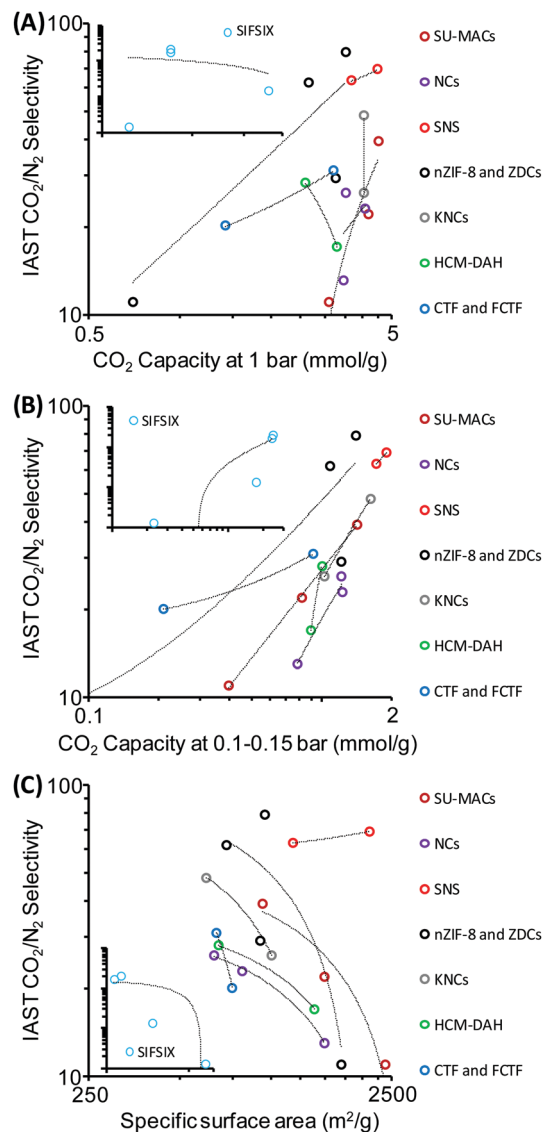 (A)
100
SIFSIX
IAST CO₂/N₂ Selectivity
10
0.5
5
CO₂ Capacity at 1 bar (mmol/g)
SU-MACs
NCs
SNS
nZIF-8 and ZDCs
KNCs
HCM-DAH
CTF and FCTF
(B)
100
SIFSIX
IAST CO₂/N₂ Selectivity
10
0.1
2
CO₂ Capacity at 0.1-0.15 bar (mmol/g)
SU-MACs
NCs
SNS
nZIF-8 and ZDCs
KNCs
HCM-DAH
CTF and FCTF
(C)
100
IAST CO₂/N₂ Selectivity
SIFSIX
10
250
2500
Specific surface area (m²/g)
SU-MACs
NCs
SNS
nZIF-8 and ZDCs
KNCs
HCM-DAH
CTF and FCTF